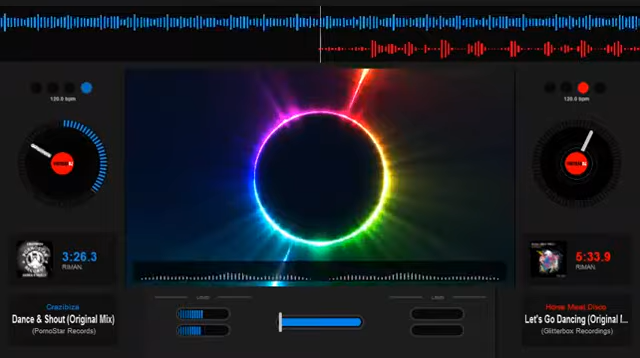 120.0 bpm
120.0 bpm
3:26.3
RIMAN
5:33.9
RIMAN
Crazibiza
Dance & Shout (Original Mix)
(PornoStar Records)
Horse Meat Disco
Let's Go Dancing (Original I...
(Glitterbox Recordings)